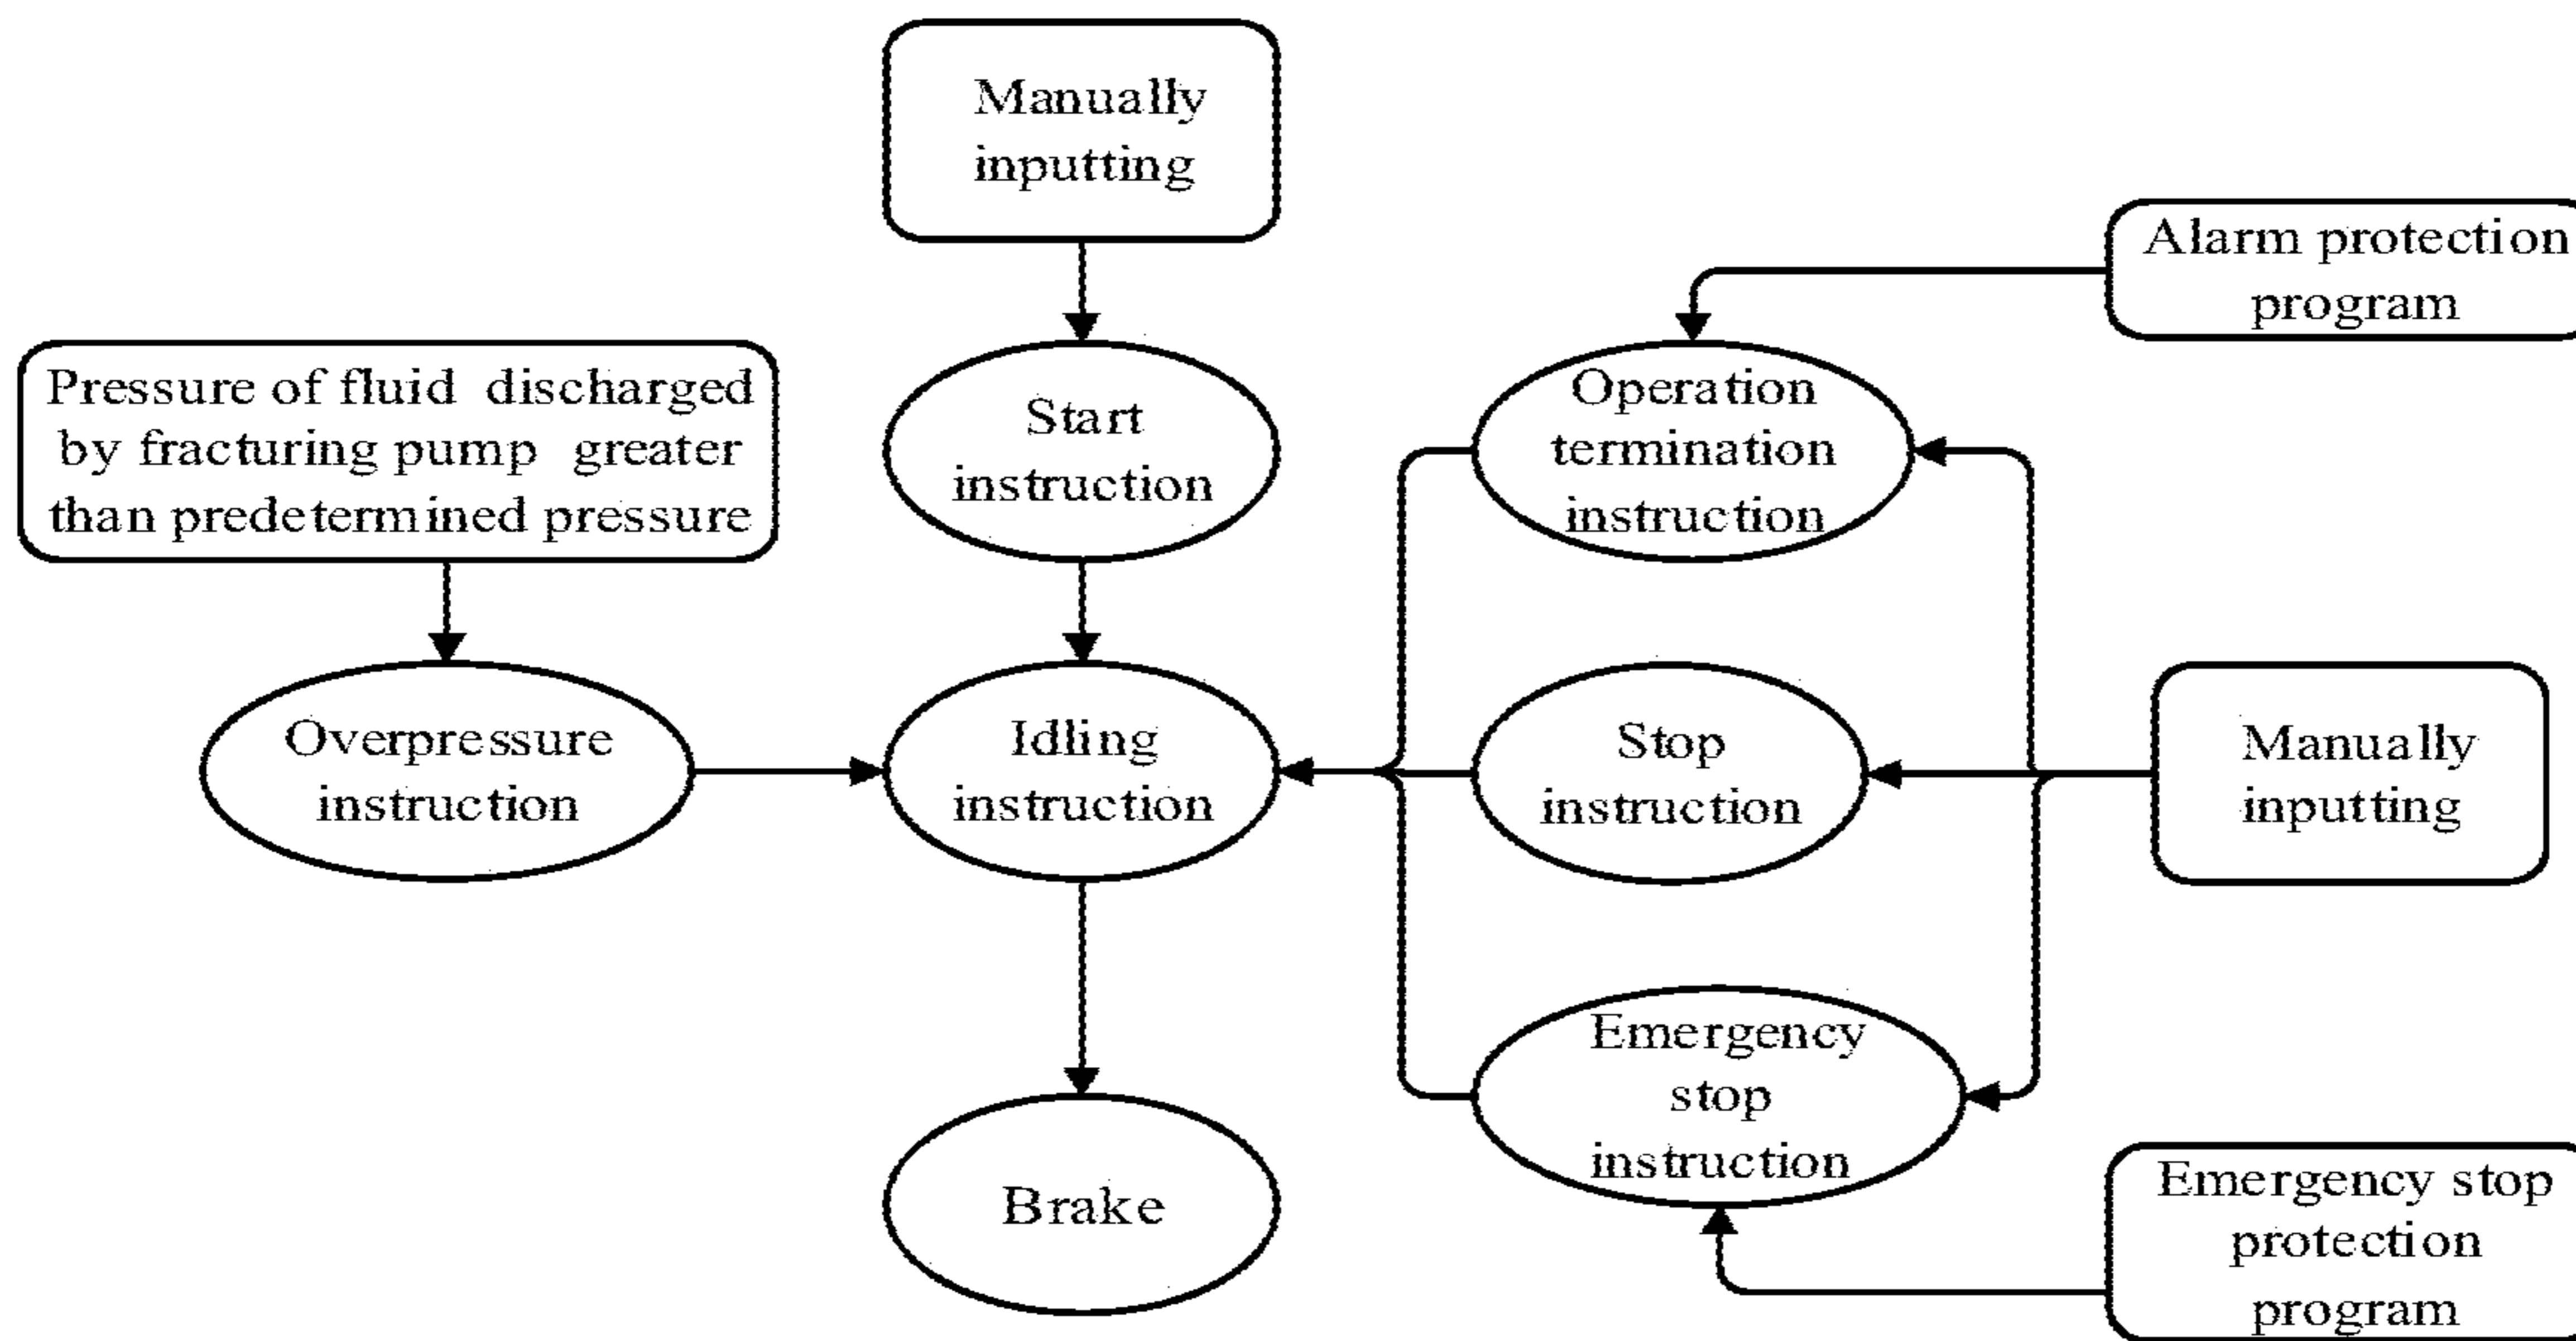 Manually
inputting
Alarm protection
program
Pressure of fluid discharged
by fracturing pump greater
than predetermined pressure
Start
instruction
Operation
termination
instruction
Overpressure
instruction
Idling
instruction
Stop
instruction
Manually
inputting
Emergency
stop
instruction
Brake
Emergency stop
protection
program